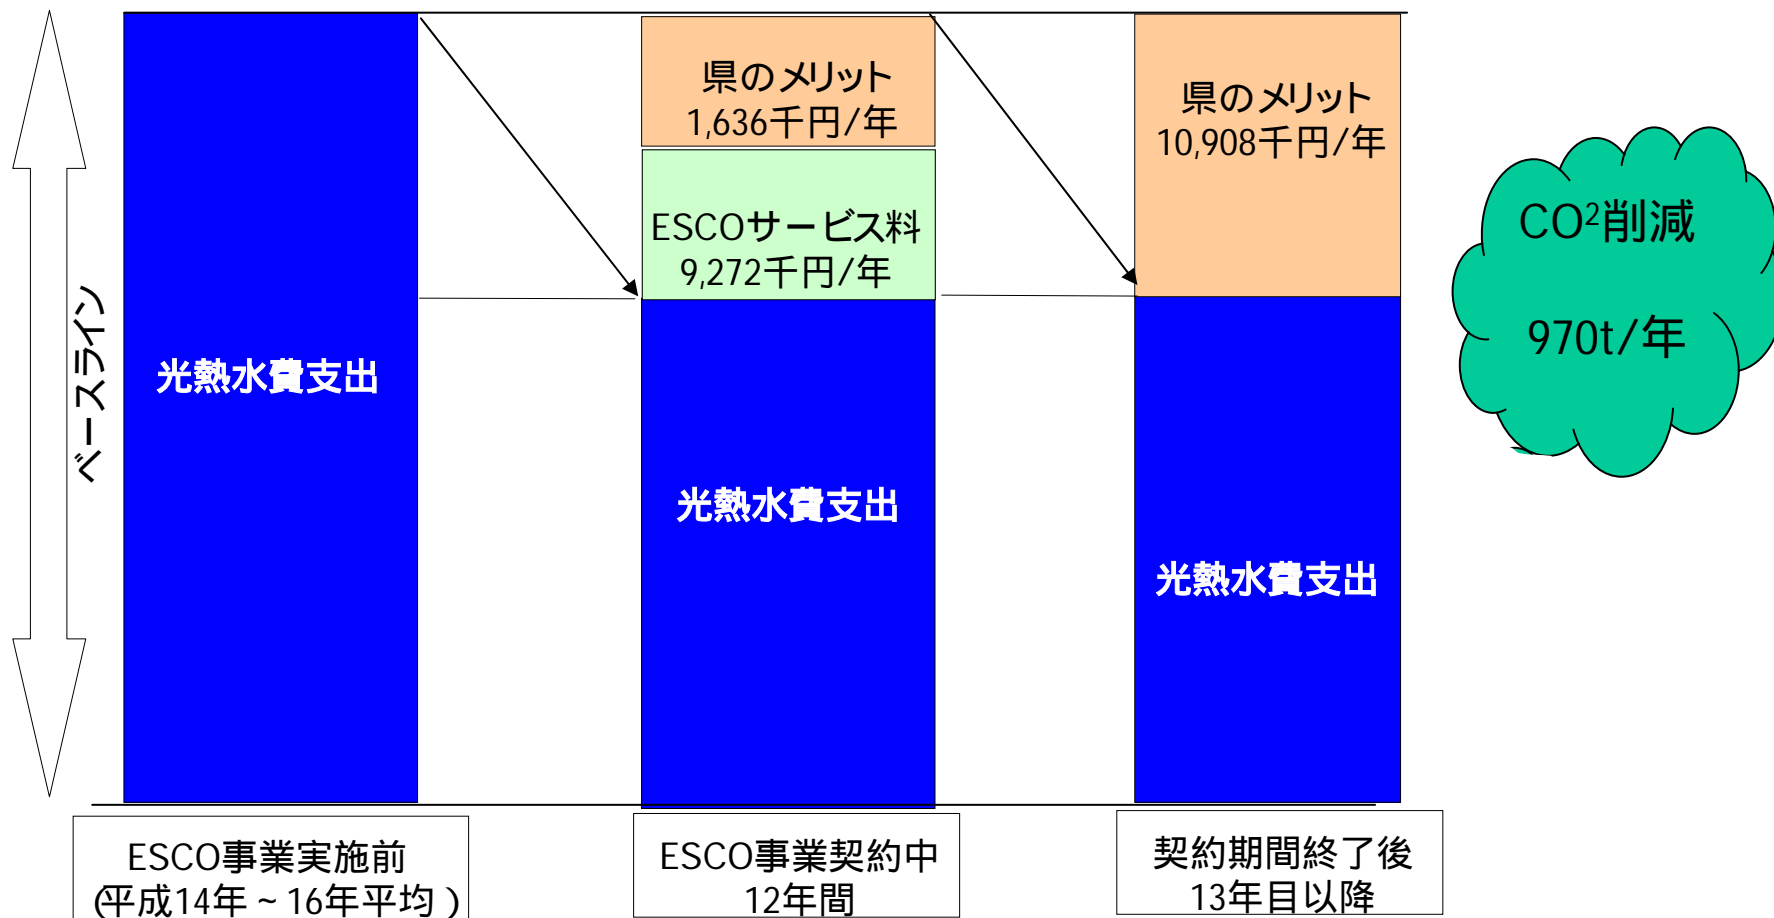 ベースライン
光熱水費支出
県のメリット
1,636千円/年
ESCOサービス料
9,272千円/年
光熱水費支出
県のメリット
10,908千円/年
光熱水費支出
CO²削減
970t/年
ESCO事業実施前
(平成14年~16年平均)
ESCO事業契約中
12年間
契約期間終了後
13年目以降